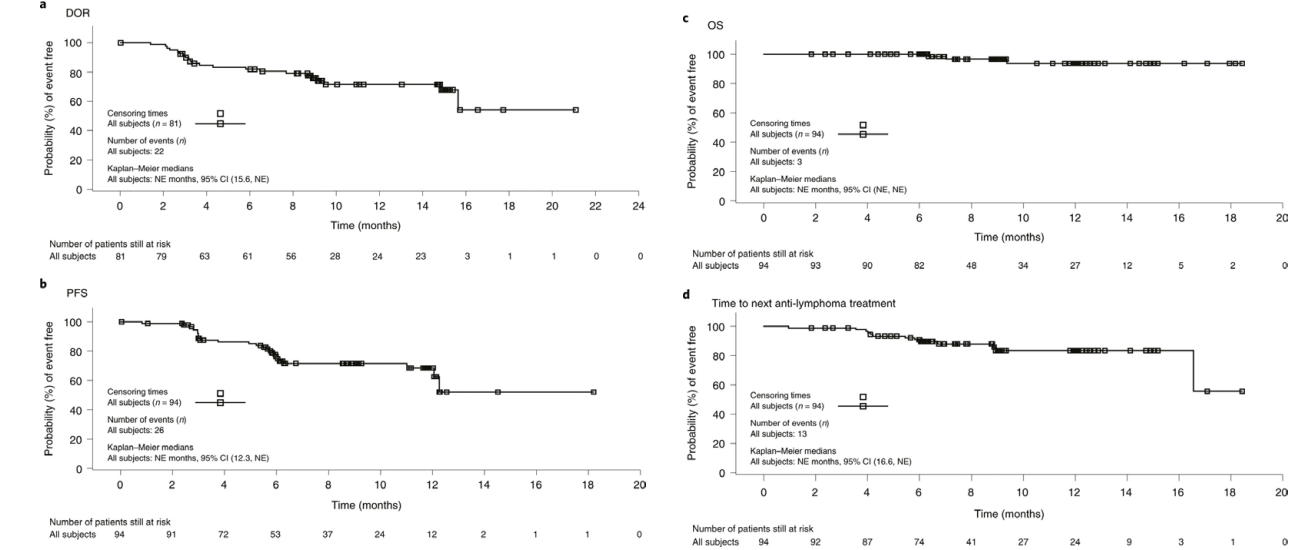 a
DOR
Probability (%) of event free
100
80
60
40
20
0
Censoring times
All subjects (n = 81)
Number of events (n)
All subjects: 22
Kaplan–Meier medians
All subjects: NE months, 95% CI (15.6, NE)
0 2 4 6 8 10 12 14 16 18 20 22 24
Time (months)
Number of patients still at risk
All subjects 81 79 63 61 56 28 24 23 3 1 1 0 0
b
PFS
Probability (%) of event free
100
80
60
40
20
0
Censoring times
All subjects (n = 94)
Number of events (n)
All subjects: 26
Kaplan–Meier medians
All subjects: NE months, 95% CI (12.3, NE)
0 2 4 6 8 10 12 14 16 18 20
Time (months)
Number of patients still at risk
All subjects 94 91 72 53 37 24 12 2 1 1 0
c
OS
Probability (%) of event free
100
80
60
40
20
0
Censoring times
All subjects (n = 94)
Number of events (n)
All subjects: 3
Kaplan–Meier medians
All subjects: NE months, 95% CI (NE, NE)
0 2 4 6 8 10 12 14 16 18 20
Time (months)
Number of patients still at risk
All subjects 94 93 90 82 48 34 27 12 5 2 0
d
Time to next anti-lymphoma treatment
Probability (%) of event free
100
80
60
40
20
0
Censoring times
All subjects (n = 94)
Number of events (n)
All subjects: 13
Kaplan–Meier medians
All subjects: NE months, 95% CI (16.6, NE)
0 2 4 6 8 10 12 14 16 18 20
Time (months)
Number of patients still at risk
All subjects 94 92 87 74 41 27 24 9 3 1 0